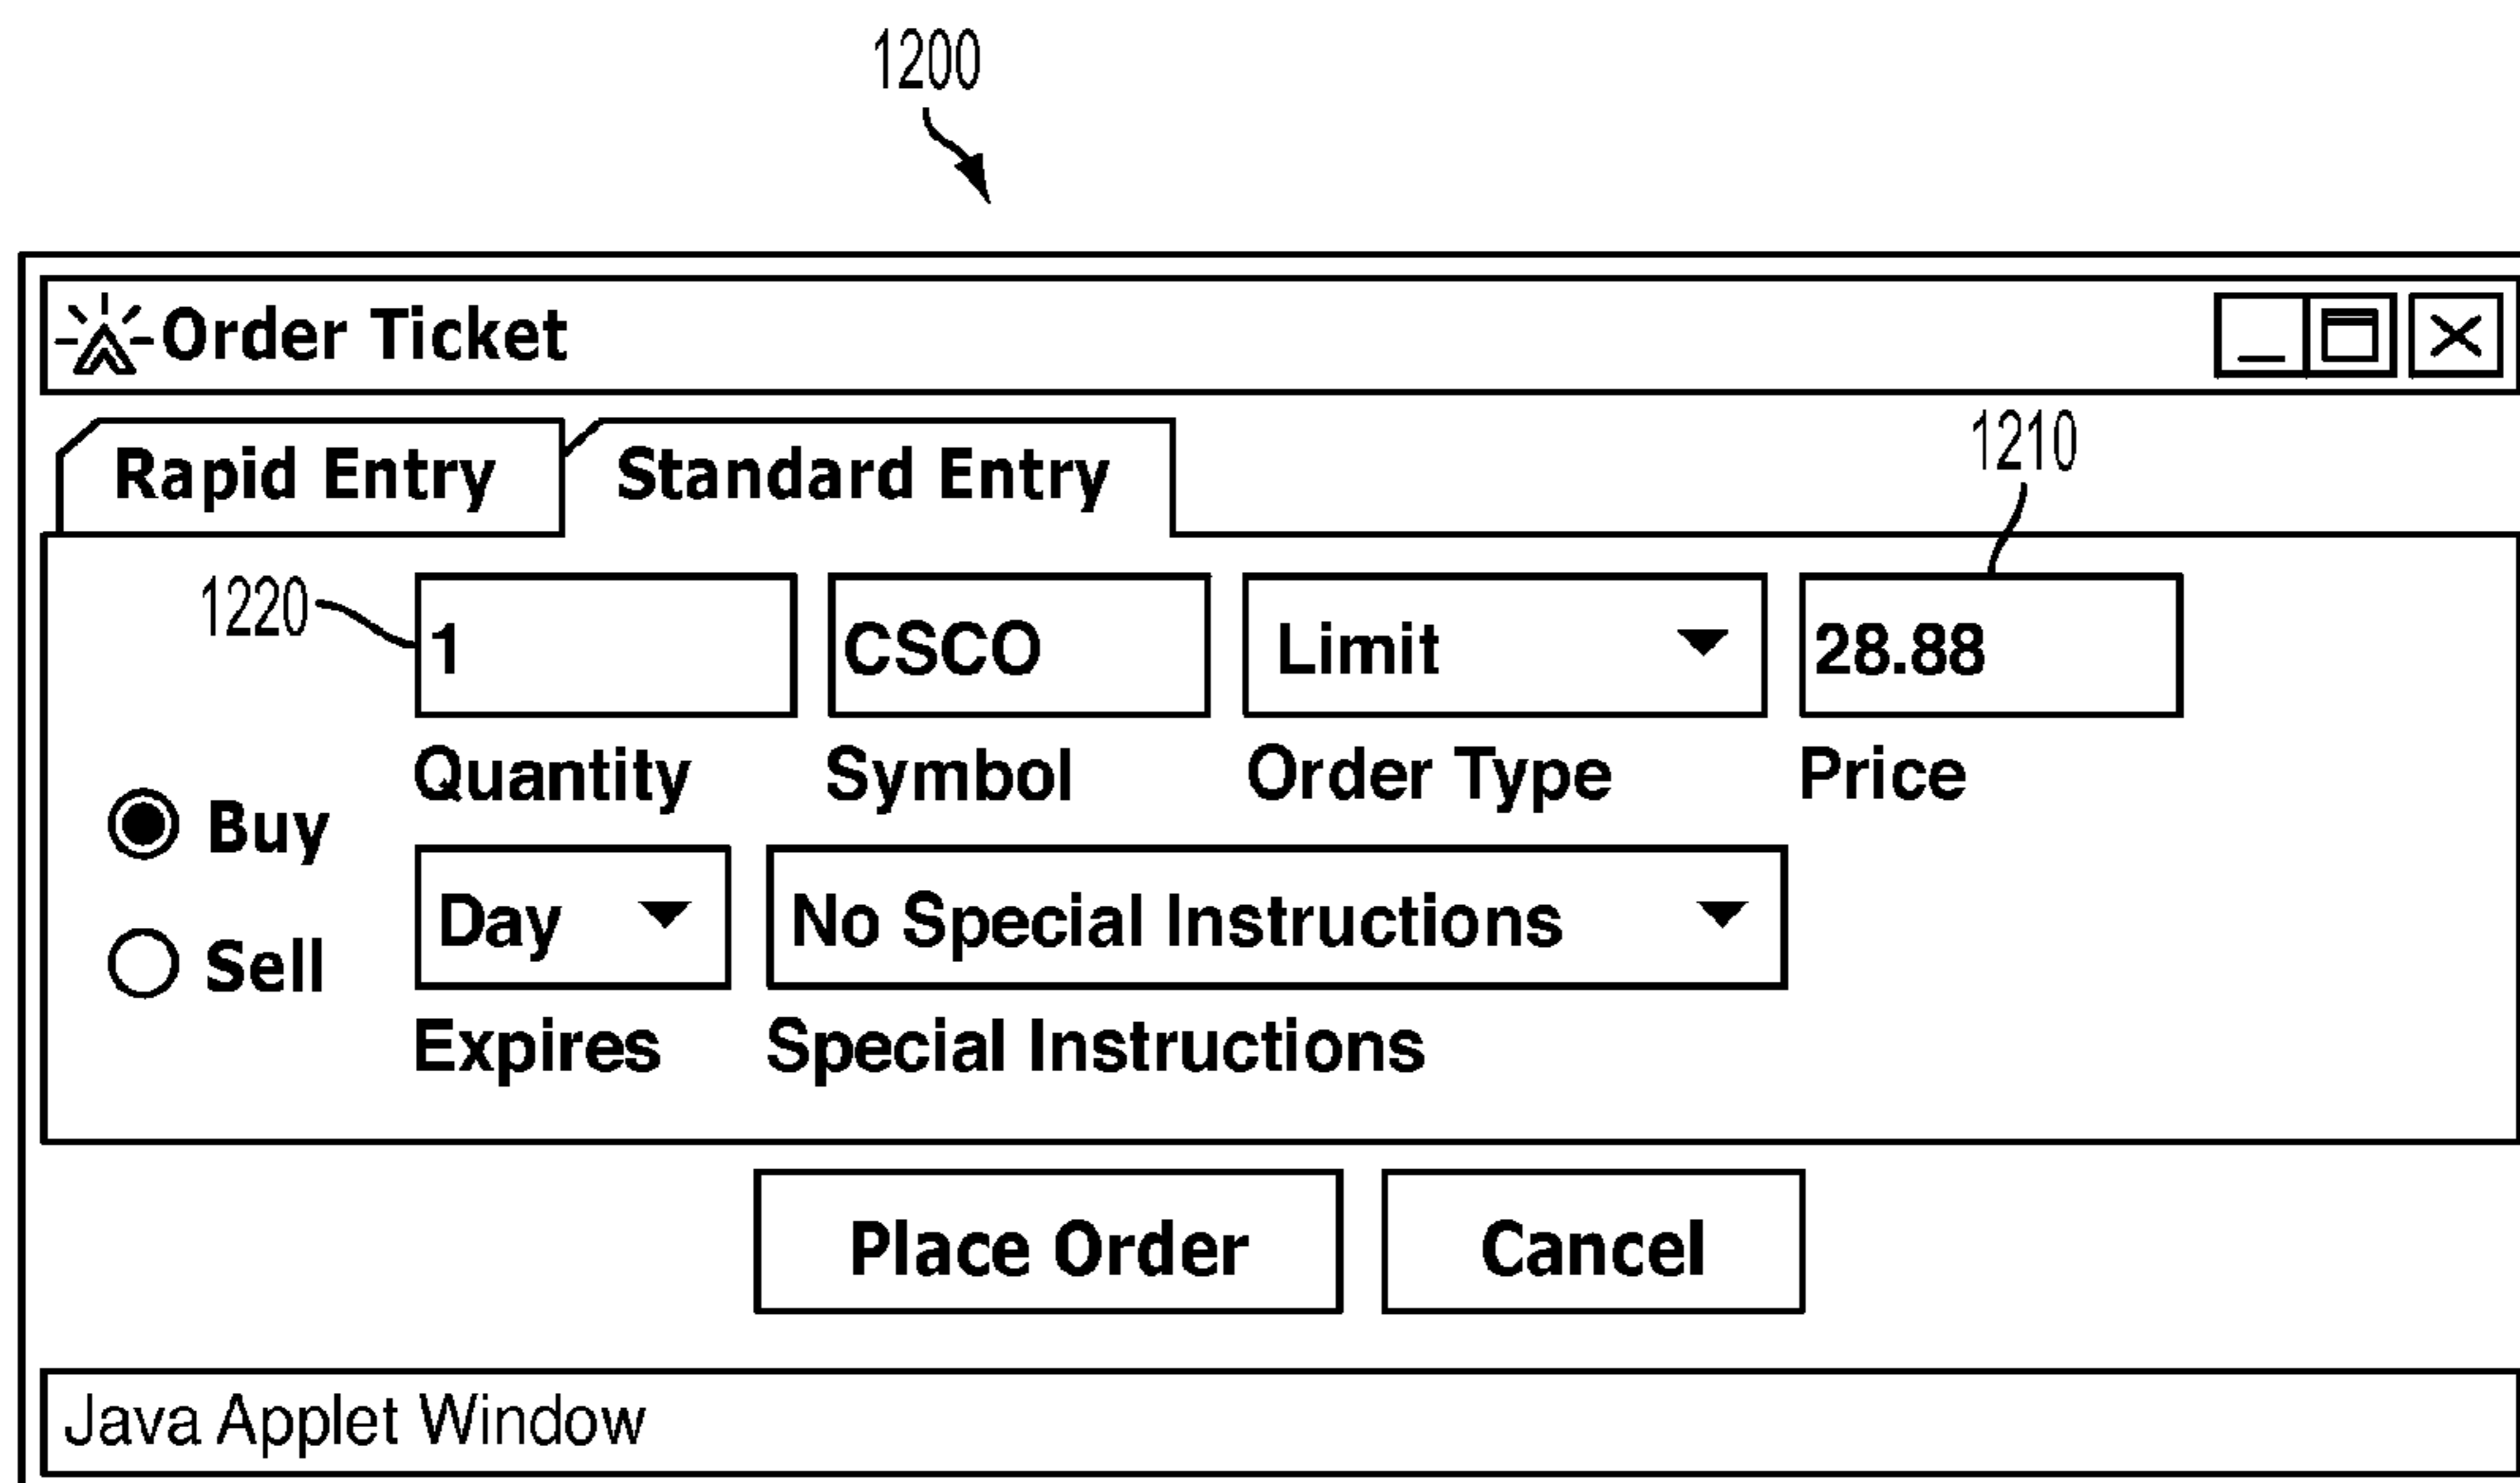 1200
Order Ticket
Rapid Entry Standard Entry
1210
1220
1 CSCO Limit 28.88
Quantity Symbol Order Type Price
Buy
Day No Special Instructions
Sell
Expires Special Instructions
Place Order Cancel
Java Applet Window